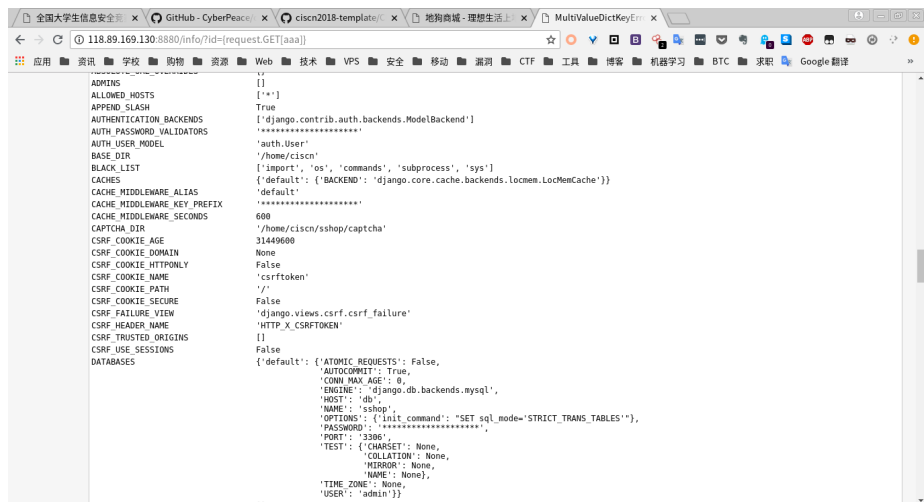 全国大学生信息安全竞
GitHub - CyberPeace/
ciscn2018-template/C
地狗商城 - 理想生活上
MultiValueDictKeyErr
118.89.169.130:8880/info/?id={request.GET[aaa]}
应用 资讯 学校 购物 资源 Web 技术 VPS 安全 移动 漏洞 CTF 工具 博客 机器学习 BTC 求职 Google 翻译 »
ADMINS []
ALLOWED_HOSTS ['*']
APPEND_SLASH True
AUTHENTICATION_BACKENDS ['django.contrib.auth.backends.ModelBackend']
AUTH_PASSWORD_VALIDATORS '********************'
AUTH_USER_MODEL 'auth.User'
BASE_DIR '/home/ciscn'
BLACK_LIST ['import', 'os', 'commands', 'subprocess', 'sys']
CACHES {'default': {'BACKEND': 'django.core.cache.backends.locmem.LocMemCache'}}
CACHE_MIDDLEWARE_ALIAS 'default'
CACHE_MIDDLEWARE_KEY_PREFIX '********************'
CACHE_MIDDLEWARE_SECONDS 600
CAPTCHA_DIR '/home/ciscn/sshop/captcha'
CSRF_COOKIE_AGE 31449600
CSRF_COOKIE_DOMAIN None
CSRF_COOKIE_HTTPONLY False
CSRF_COOKIE_NAME 'csrftoken'
CSRF_COOKIE_PATH '/'
CSRF_COOKIE_SECURE False
CSRF_FAILURE_VIEW 'django.views.csrf.csrf_failure'
CSRF_HEADER_NAME 'HTTP_X_CSRFTOKEN'
CSRF_TRUSTED_ORIGINS []
CSRF_USE_SESSIONS False
DATABASES {'default': {'ATOMIC_REQUESTS': False,
'AUTOCOMMIT': True,
'CONN_MAX_AGE': 0,
'ENGINE': 'django.db.backends.mysql',
'HOST': 'db',
'NAME': 'sshop',
'OPTIONS': {'init_command': "SET sql_mode='STRICT_TRANS_TABLES'"},
'PASSWORD': '********************',
'PORT': '3306',
'TEST': {'CHARSET': None,
'COLLATION': None,
'MIRROR': None,
'NAME': None},
'TIME_ZONE': None,
'USER': 'admin'}}